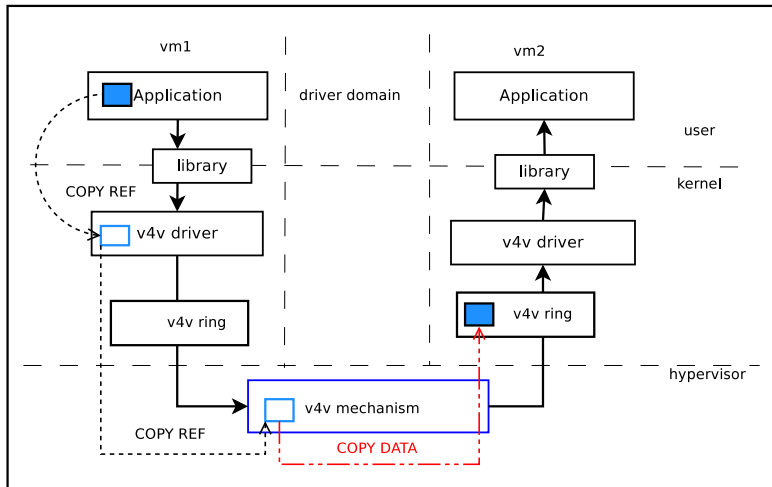 vm1
vm2
Application
driver domain
Application
user
library
library
kernel
COPY REF
v4v driver
v4v driver
v4v ring
v4v ring
hypervisor
v4v mechanism
COPY REF
COPY DATA